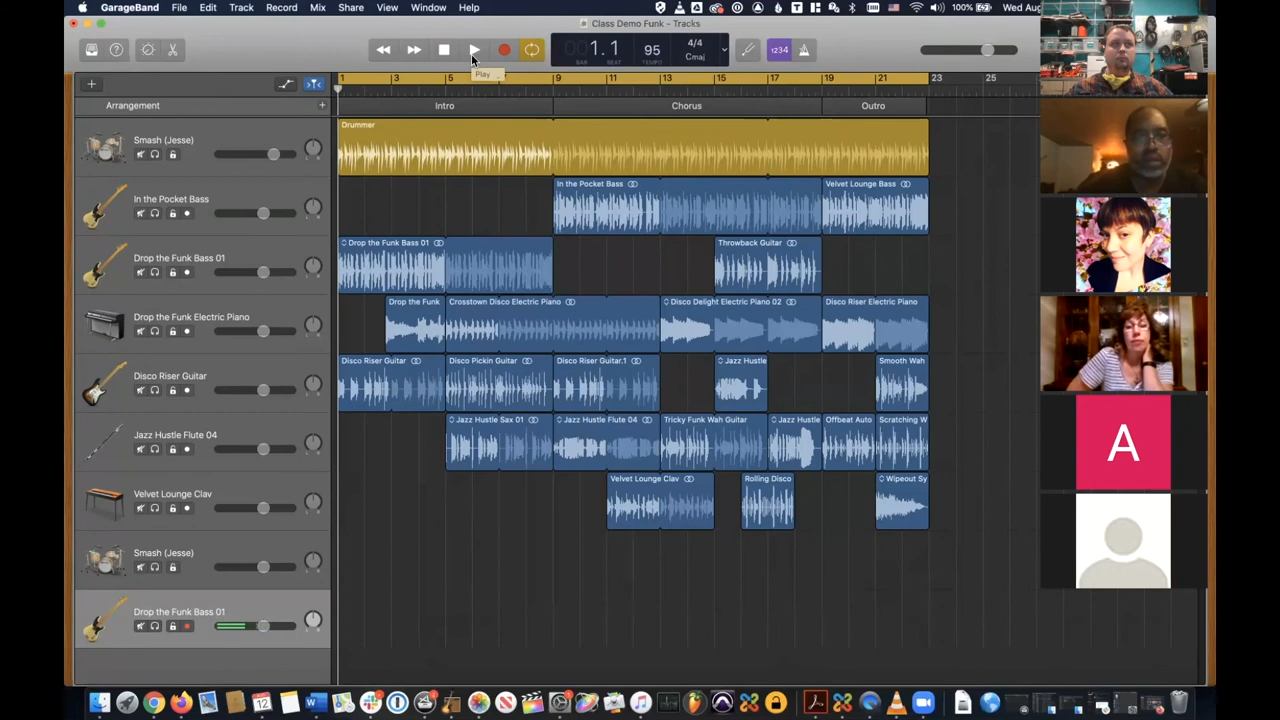 GarageBand File Edit Track Record Mix Share View Window Help
100% Wed Aug
Class Demo Funk - Tracks
001.1 95 4/4
BAR BEAT TEMPO Cmaj
1234
Play
1 3 5 7 9 11 13 15 17 19 21 23 25
Arrangement + Intro Chorus Outro
Smash (Jesse)
Drummer
In the Pocket Bass
In the Pocket Bass Velvet Lounge Bass
Drop the Funk Bass 01
Drop the Funk Bass 01 Throwback Guitar
Drop the Funk Electric Piano
Drop the Funk Crosstown Disco Electric Piano Disco Delight Electric Piano 02 Disco Riser Electric Piano
Disco Riser Guitar
Disco Riser Guitar Disco Pickin Guitar Disco Riser Guitar.1 Jazz Hustle Smooth Wah
Jazz Hustle Flute 04
Jazz Hustle Sax 01 Jazz Hustle Flute 04 Tricky Funk Wah Guitar Jazz Hustle Offbeat Auto Scratching W
Velvet Lounge Clav
Velvet Lounge Clav Rolling Disco Wipeout Sy
Smash (Jesse)
Drop the Funk Bass 01
A